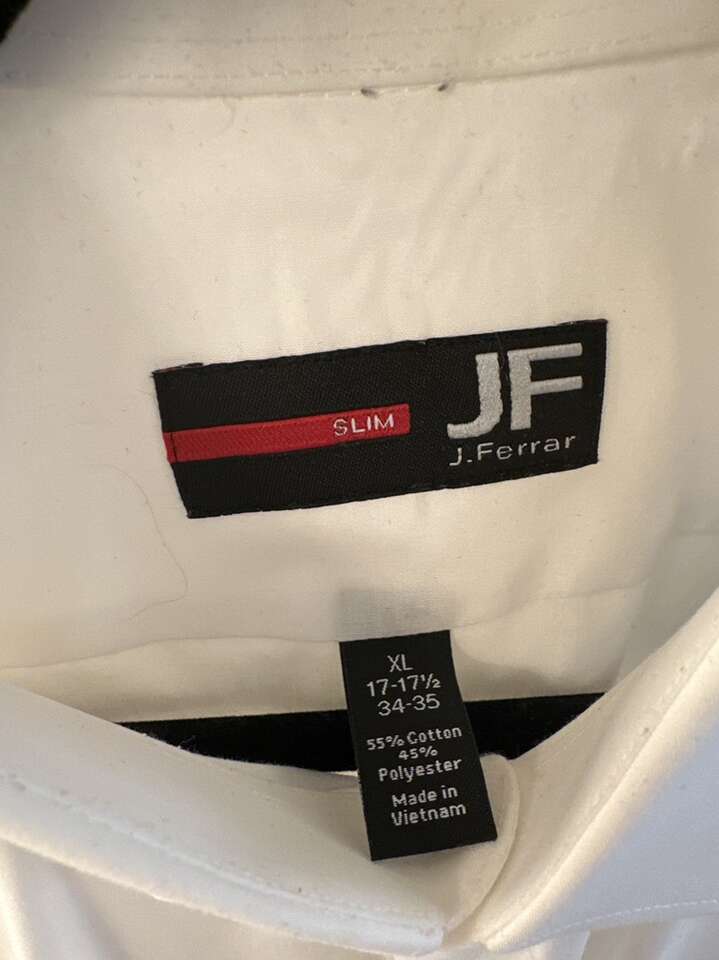 SLIM
JF
J.Ferrar
XL
17-17½
34-35
55% Cotton
45%
Polyester
Made in
Vietnam